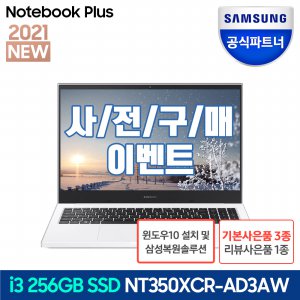 Notebook Plus
2021
NEW
SAMSUNG
공식파트너
사/전/구/매
이벤트
윈도우10 설치 및
삼성복원솔루션
기본사은품 3종
리뷰사은품 1종
i3 256GB SSD NT350XCR-AD3AW